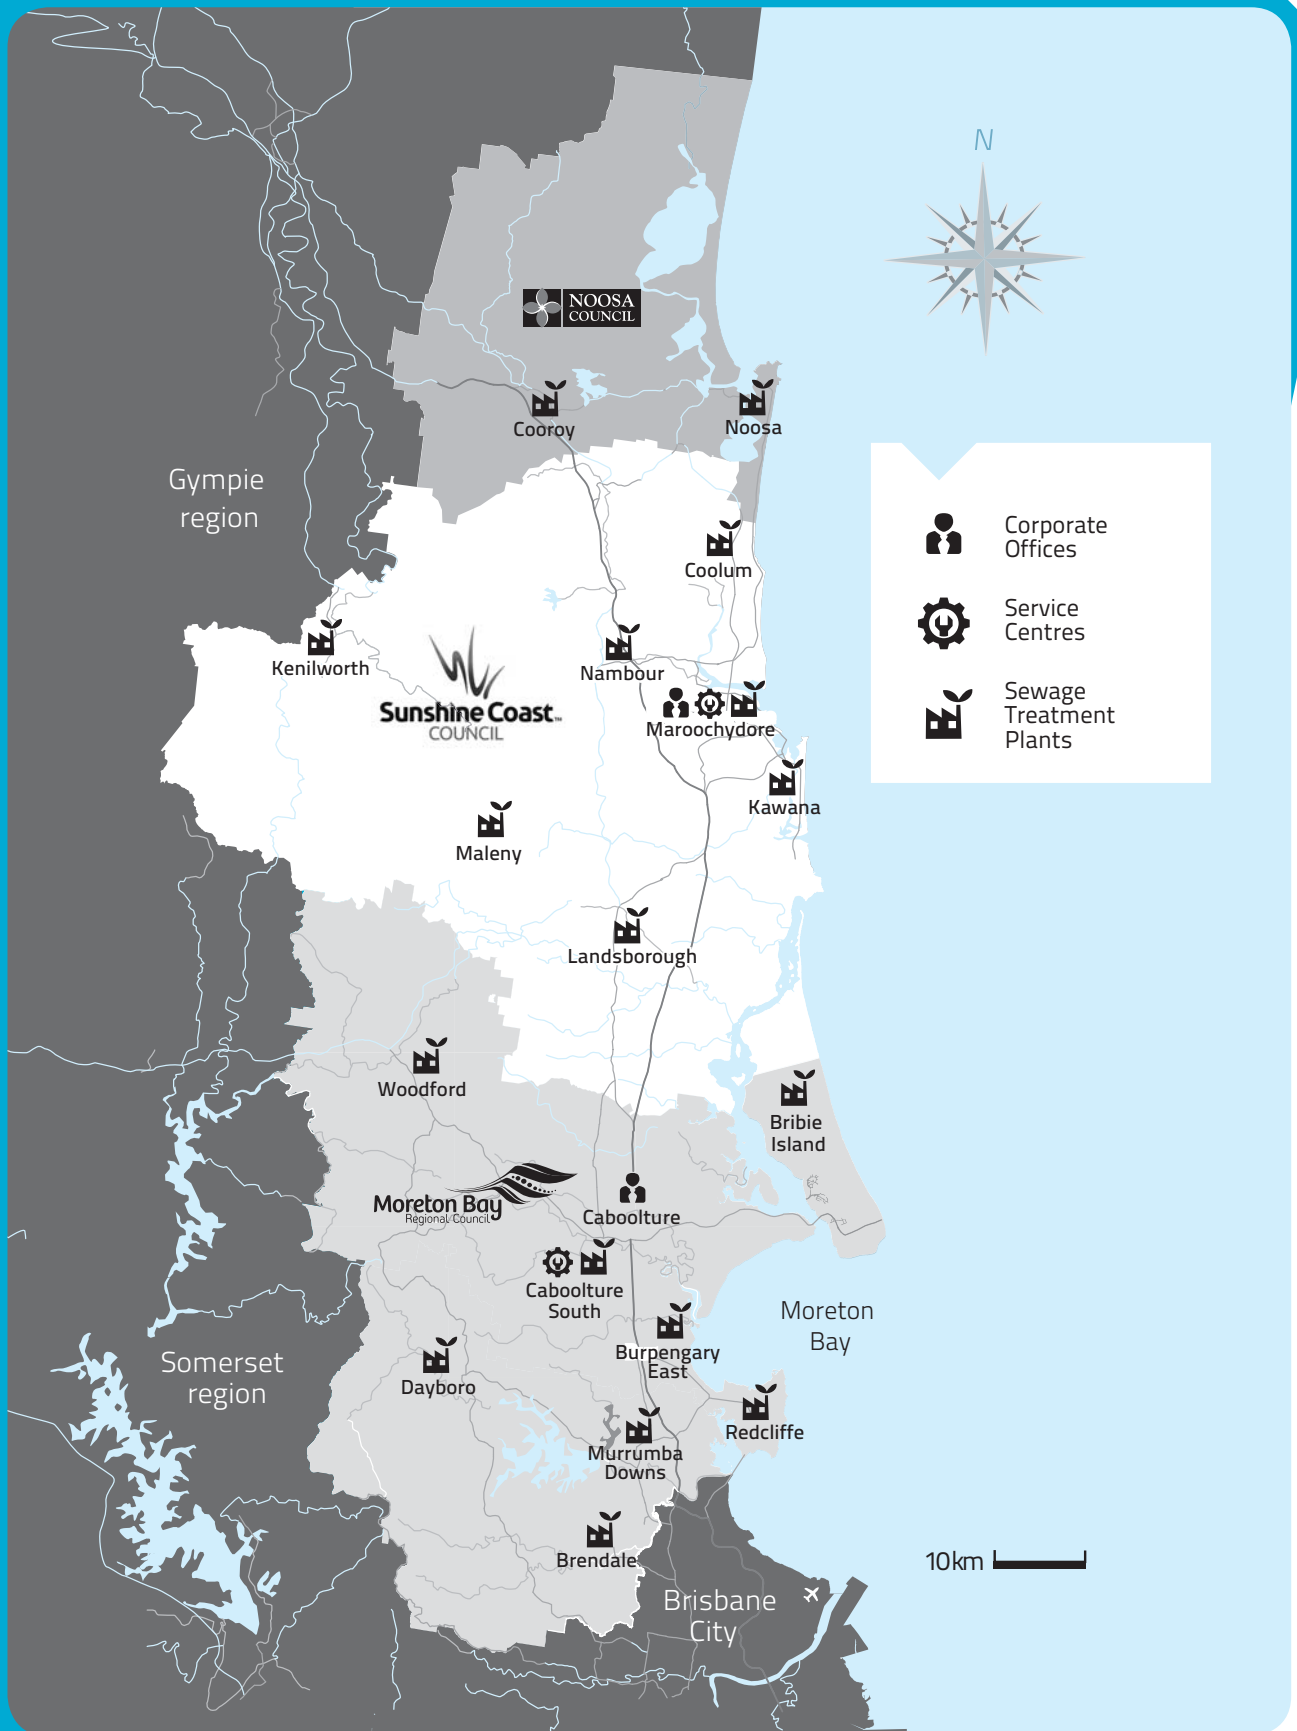 N
NOOSA
COUNCIL
Cooroy
Noosa
Gympie
region
Corporate
Offices
Service
Centres
Sewage
Treatment
Plants
Coolum
Kenilworth
Nambour
Sunshine Coast™
COUNCIL
Maroochydore
Kawana
Maleny
Landsborough
Woodford
Bribie
Island
Moreton Bay
Regional Council
Caboolture
Caboolture
South
Moreton
Bay
Burpengary
East
Somerset
region
Dayboro
Redcliffe
Murrumba
Downs
Brendale
10km
Brisbane
City